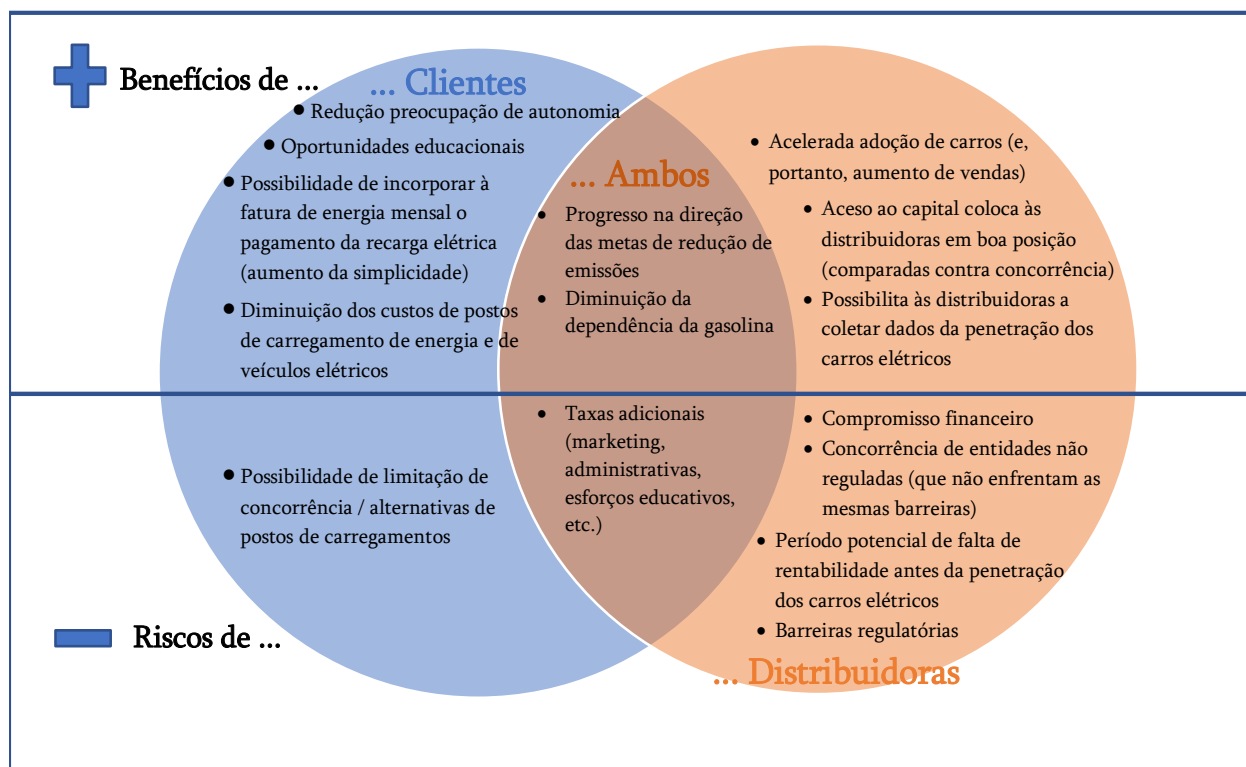 Benefícios de ...
... Clientes
• Redução preocupação de autonomia
• Oportunidades educacionais
• Possibilidade de incorporar à
fatura de energia mensal o
pagamento da recarga elétrica
(aumento da simplicidade)
• Diminuição dos custos de postos
de carregamento de energia e de
veículos elétricos
... Ambos
• Progresso na direção
das metas de redução de
emissões
• Diminuição da
dependência da gasolina
• Acelerada adoção de carros (e,
portanto, aumento de vendas)
• Aceso ao capital coloca às
distribuidoras em boa posição
(comparadas contra concorrência)
• Possibilita às distribuidoras a
coletar dados da penetração dos
carros elétricos
Riscos de ...
• Possibilidade de limitação de
concorrência / alternativas de
postos de carregamentos
• Taxas adicionais
(marketing,
administrativas,
esforços educativos,
etc.)
• Compromisso financeiro
• Concorrência de entidades não
reguladas (que não enfrentam as
mesmas barreiras)
• Período potencial de falta de
rentabilidade antes da penetração
dos carros elétricos
• Barreiras regulatórias
... Distribuidoras